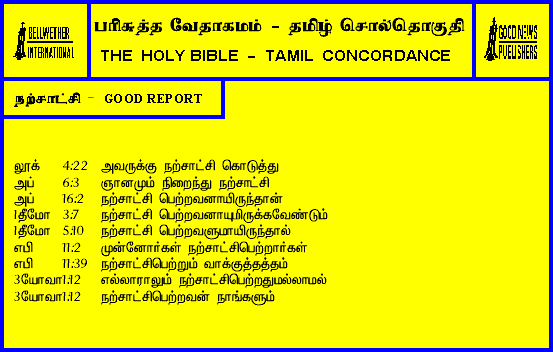 BELLWETHER
INTERNATIONAL
பரிசுத்த வேதாகமம் - தமிழ் சொல்தொகுதி
THE HOLY BIBLE - TAMIL CONCORDANCE
GOOD NEWS
PUBLISHERS
நற்சாட்சி - GOOD REPORT
லூக் 4:22 அவருக்கு நற்சாட்சி கொடுத்து
அப் 6:3 ஞானமும் நிறைந்து நற்சாட்சி
அப் 16:2 நற்சாட்சி பெற்றவனாயிருந்தான்
1தீமோ 3:7 நற்சாட்சி பெற்றவனாயுமிருக்கவேண்டும்
1தீமோ 5:10 நற்சாட்சி பெற்றவளுமாயிருந்தால்
எபி 11:2 முன்னோர்கள் நற்சாட்சிபெற்றார்கள்
எபி 11:39 நற்சாட்சிபெற்றும் வாக்குத்தத்தம்
3யோவா1:12 எல்லாராலும் நற்சாட்சிபெற்றதுமல்லாமல்
3யோவா1:12 நற்சாட்சிபெற்றவன் நாங்களும்